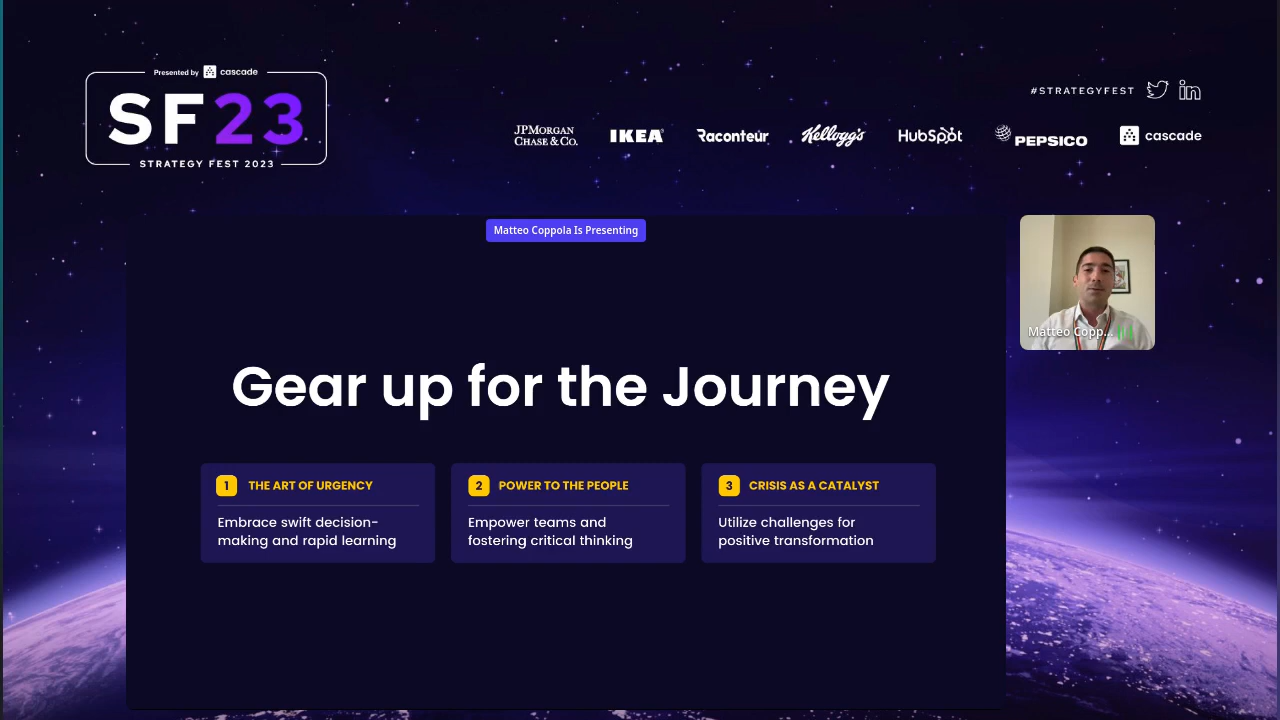 Presented by cascade
SF23
STRATEGY FEST 2023
#STRATEGYFEST
JPMORGAN
CHASE & CO.
IKEA
Raconteur
Kellogg's
HubSpot
PEPSICO
cascade
Matteo Coppola Is Presenting
Matteo Copp...
Gear up for the Journey
1 THE ART OF URGENCY
Embrace swift decision-
making and rapid learning
2 POWER TO THE PEOPLE
Empower teams and
fostering critical thinking
3 CRISIS AS A CATALYST
Utilize challenges for
positive transformation